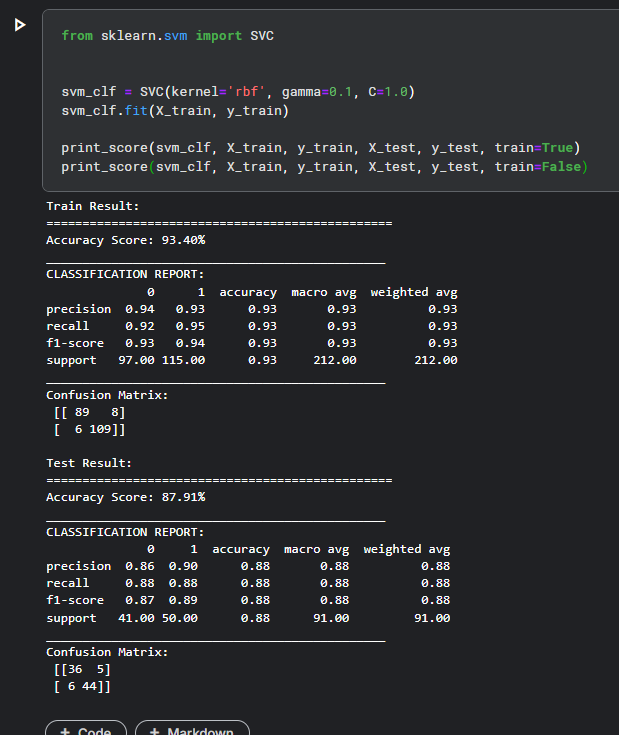 from sklearn.svm import SVC
svm_clf = SVC(kernel='rbf', gamma=0.1, C=1.0)
svm_clf.fit(X_train, y_train)
print_score(svm_clf, X_train, y_train, X_test, y_test, train=True)
print_score(svm_clf, X_train, y_train, X_test, y_test, train=False)
Train Result:
================================================
Accuracy Score: 93.40%
_______________________________________________
CLASSIFICATION REPORT:
0 1 accuracy macro avg weighted avg
precision 0.94 0.93 0.93 0.93 0.93
recall 0.92 0.95 0.93 0.93 0.93
f1-score 0.93 0.94 0.93 0.93 0.93
support 97.00 115.00 0.93 212.00 212.00
_______________________________________________
Confusion Matrix:
[[ 89 8]
[ 6 109]]
Test Result:
================================================
Accuracy Score: 87.91%
_______________________________________________
CLASSIFICATION REPORT:
0 1 accuracy macro avg weighted avg
precision 0.86 0.90 0.88 0.88 0.88
recall 0.88 0.88 0.88 0.88 0.88
f1-score 0.87 0.89 0.88 0.88 0.88
support 41.00 50.00 0.88 91.00 91.00
_______________________________________________
Confusion Matrix:
[[36 5]
[ 6 44]]
+ Code + Markdown